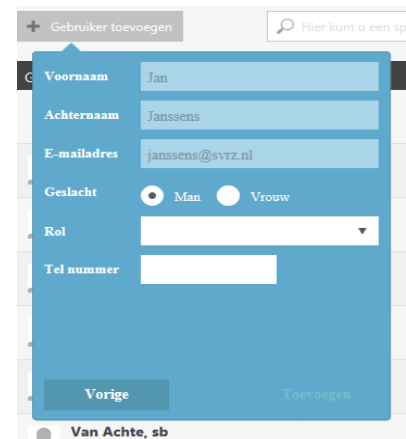 + Gebruiker toevoegen
Hier kunt u een
G
Voornaam Jan
Achternaam Janssens
E-mailadres janssens@svrz.nl
Geslacht Man Vrouw
Rol
Tel nummer
Vorige Toevoegen
Van Achte, sb